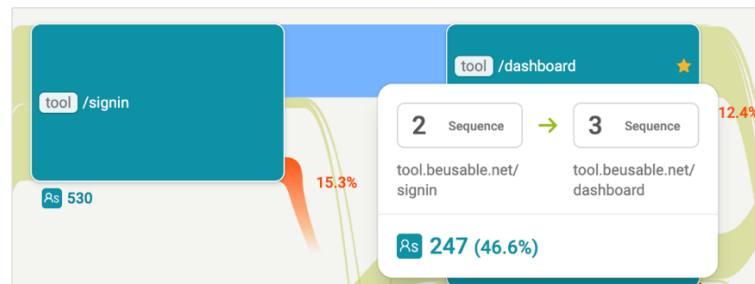 tool /signin
530
15.3%
tool /dashboard
12.4%
2 Sequence → 3 Sequence
tool.beusable.net/
signin
tool.beusable.net/
dashboard
247 (46.6%)